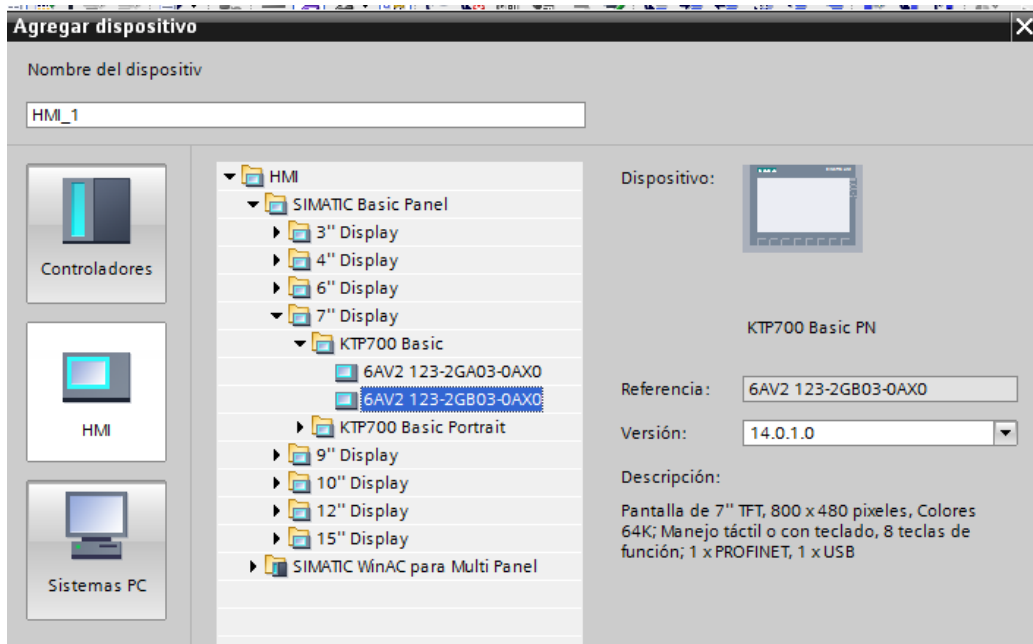 Agregar dispositivo
Nombre del dispositiv
HMI_1
Controladores
HMI
Sistemas PC
HMI
SIMATIC Basic Panel
3'' Display
4'' Display
6'' Display
7'' Display
KTP700 Basic
6AV2 123-2GA03-0AX0
6AV2 123-2GB03-0AX0
KTP700 Basic Portrait
9'' Display
10'' Display
12'' Display
15'' Display
SIMATIC WinAC para Multi Panel
Dispositivo:
KTP700 Basic PN
Referencia: 6AV2 123-2GB03-0AX0
Versión: 14.0.1.0
Descripción:
Pantalla de 7'' TFT, 800 x 480 pixeles, Colores
64K; Manejo táctil o con teclado, 8 teclas de
función; 1 x PROFINET, 1 x USB